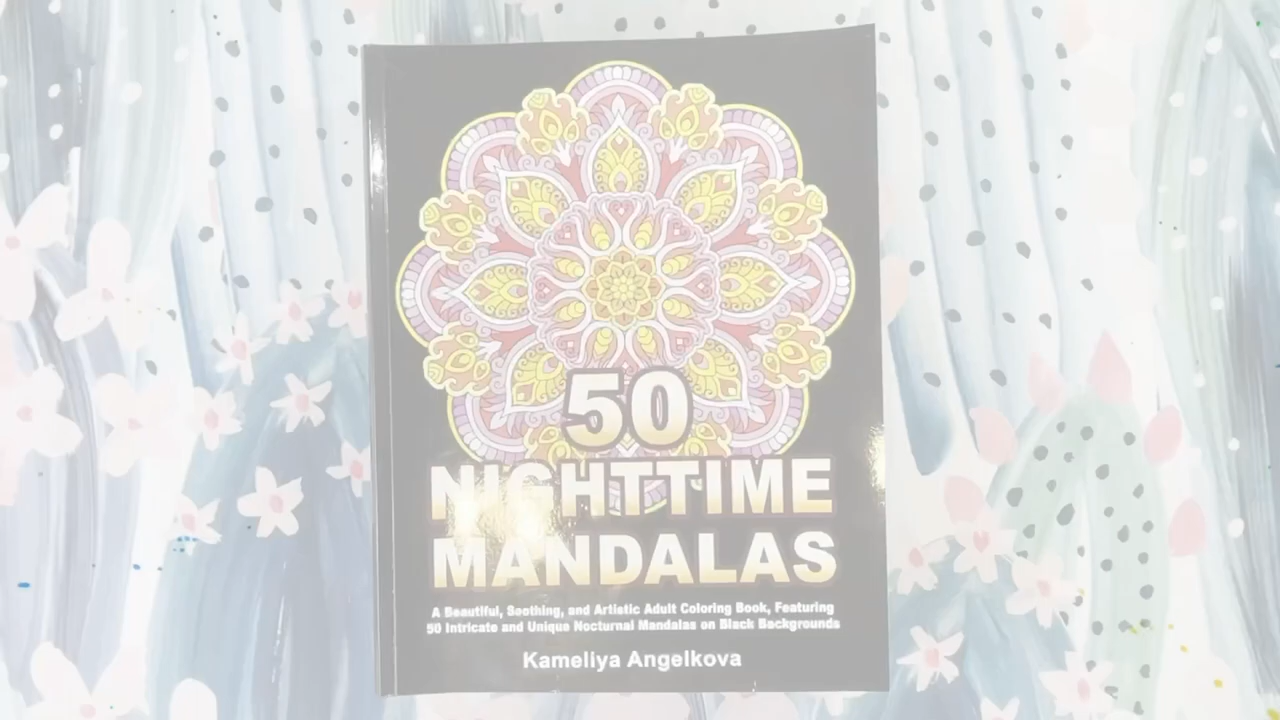 50
NIGHTTIME
MANDALAS
A Beautiful, Soothing, and Artistic Adult Coloring Book, Featuring
50 Intricate and Unique Nocturnal Mandalas on Black Backgrounds
Kameliya Angelkova